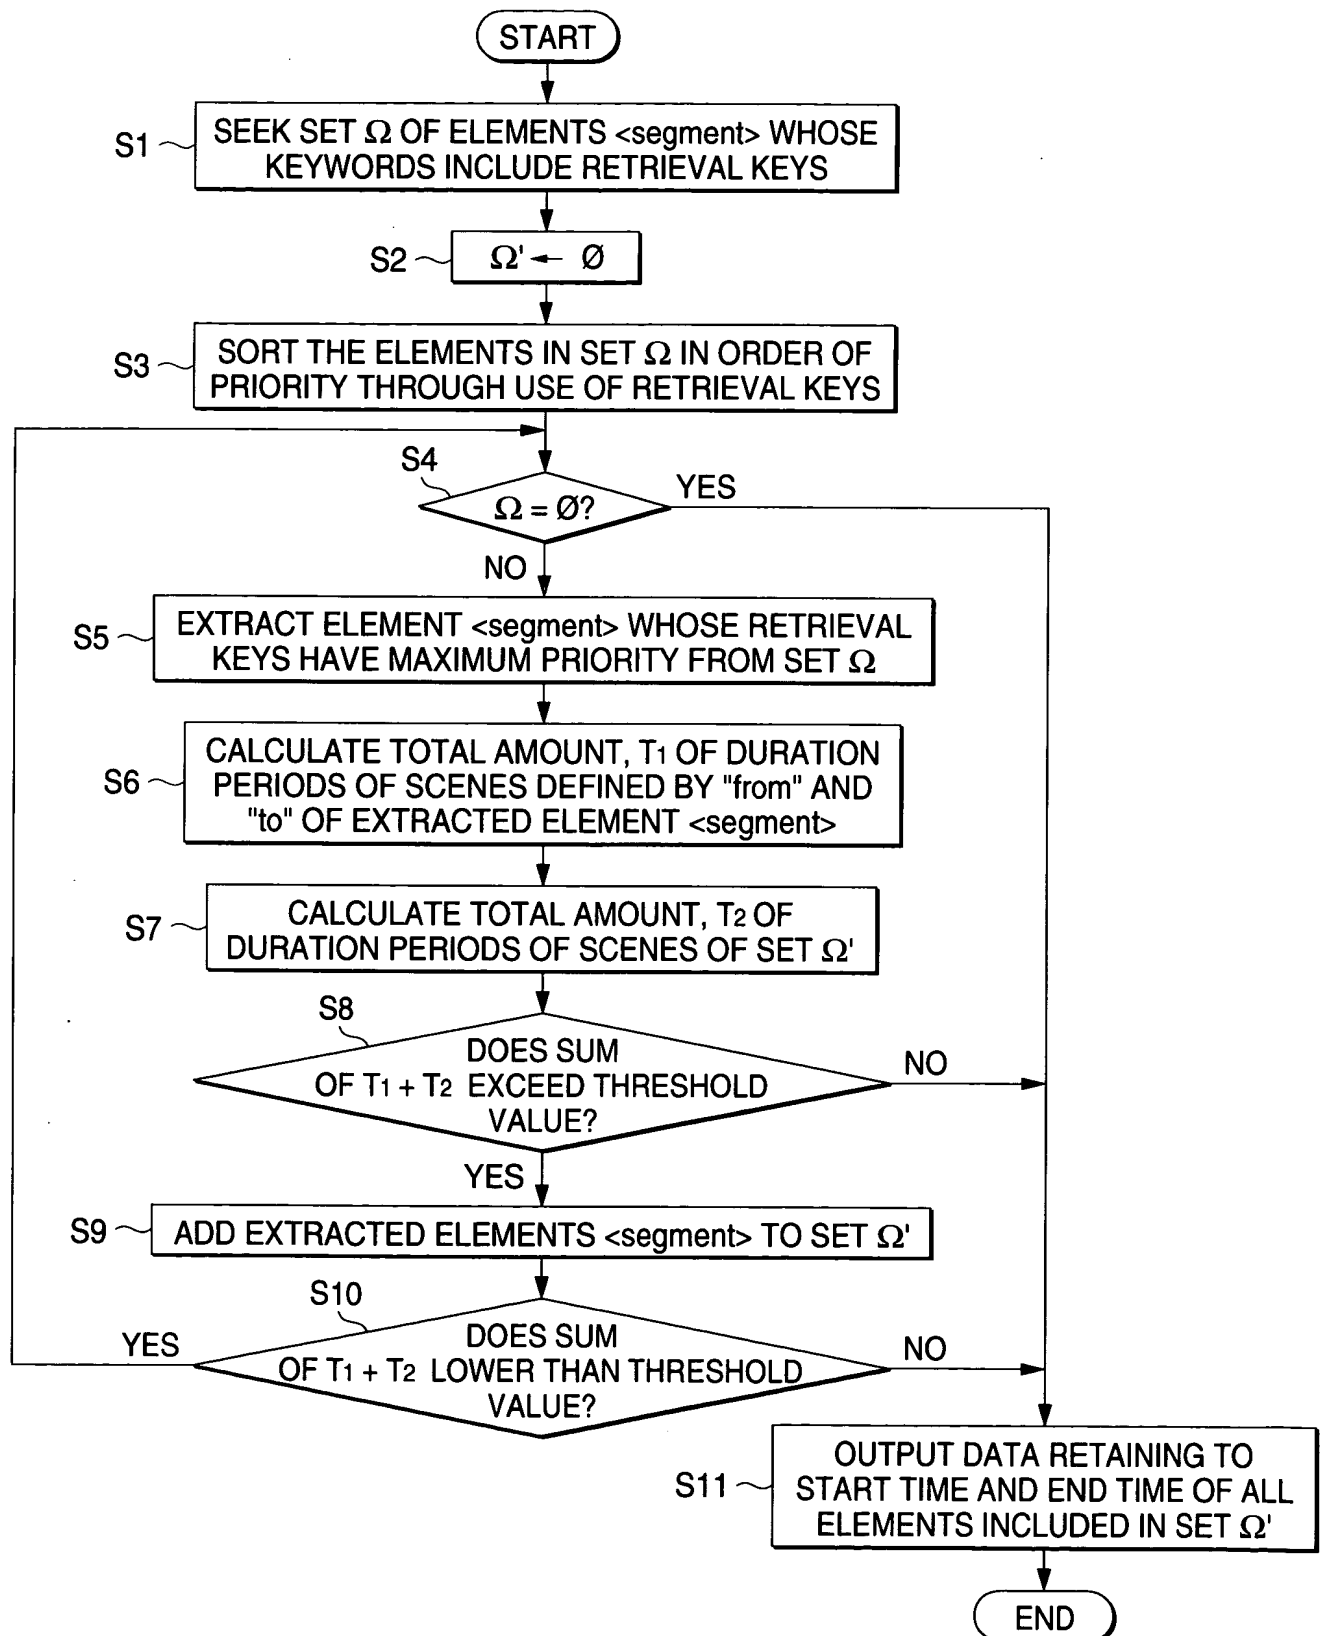 START
S1
SEEK SET Ω OF ELEMENTS <segment> WHOSE
KEYWORDS INCLUDE RETRIEVAL KEYS
S2
Ω' ← Ø
S3
SORT THE ELEMENTS IN SET Ω IN ORDER OF
PRIORITY THROUGH USE OF RETRIEVAL KEYS
S4
Ω = Ø?
YES
NO
S5
EXTRACT ELEMENT <segment> WHOSE RETRIEVAL
KEYS HAVE MAXIMUM PRIORITY FROM SET Ω
S6
CALCULATE TOTAL AMOUNT, T1 OF DURATION
PERIODS OF SCENES DEFINED BY "from" AND
"to" OF EXTRACTED ELEMENT <segment>
S7
CALCULATE TOTAL AMOUNT, T2 OF
DURATION PERIODS OF SCENES OF SET Ω'
S8
DOES SUM
OF T1 + T2 EXCEED THRESHOLD
VALUE?
NO
YES
S9
ADD EXTRACTED ELEMENTS <segment> TO SET Ω'
S10
DOES SUM
OF T1 + T2 LOWER THAN THRESHOLD
VALUE?
YES
NO
S11
OUTPUT DATA RETAINING TO
START TIME AND END TIME OF ALL
ELEMENTS INCLUDED IN SET Ω'
END